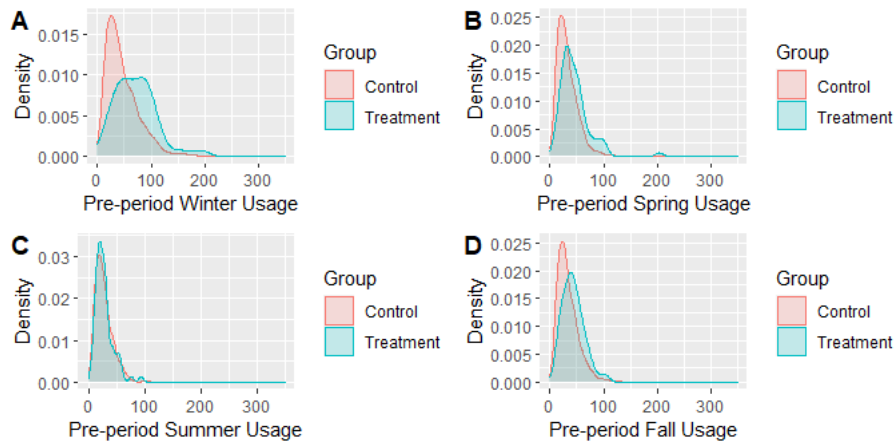 A
Density
0.015
0.010
0.005
0.000
0 100 200 300
Pre-period Winter Usage
Group
Control
Treatment
B
Density
0.025
0.020
0.015
0.010
0.005
0.000
0 100 200 300
Pre-period Spring Usage
Group
Control
Treatment
C
Density
0.03
0.02
0.01
0.00
0 100 200 300
Pre-period Summer Usage
Group
Control
Treatment
D
Density
0.025
0.020
0.015
0.010
0.005
0.000
0 100 200 300
Pre-period Fall Usage
Group
Control
Treatment